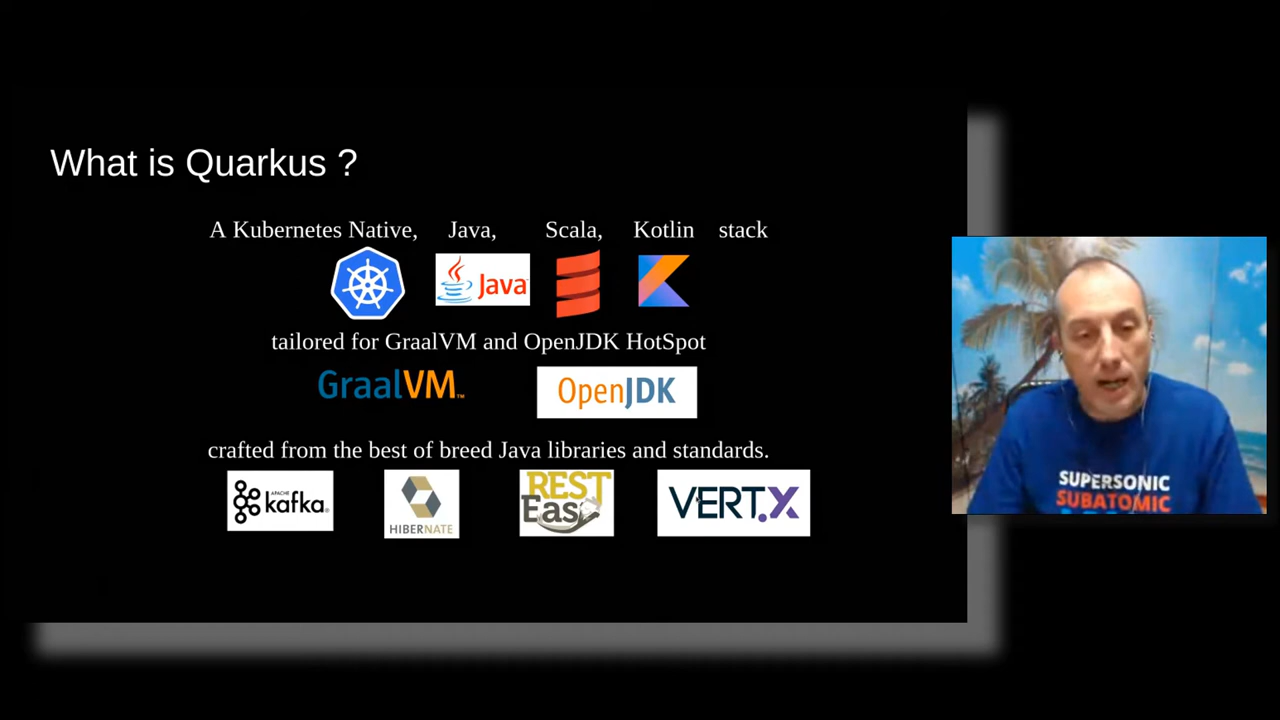 What is Quarkus ?
A Kubernetes Native, Java, Scala, Kotlin stack
Java
tailored for GraalVM and OpenJDK HotSpot
GraalVM™
OpenJDK
crafted from the best of breed Java libraries and standards.
APACHE
kafka®
HIBERNATE
REST
Easy
VERT.X
SUPERSONIC
SUBATOMIC